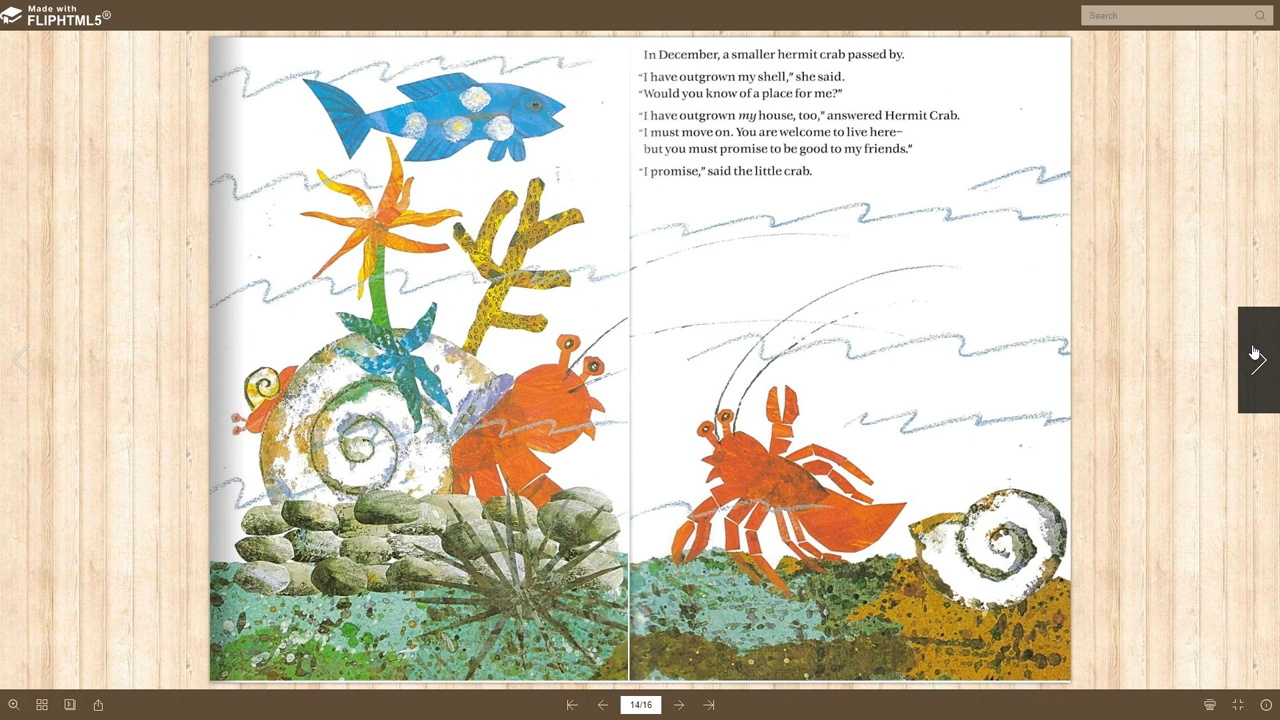 Made with
FLIPHTML5®
Search
In December, a smaller hermit crab passed by.
“I have outgrown my shell,” she said.
“Would you know of a place for me?”
“I have outgrown my house, too,” answered Hermit Crab.
“I must move on. You are welcome to live here–
but you must promise to be good to my friends.”
“I promise,” said the little crab.
14/16